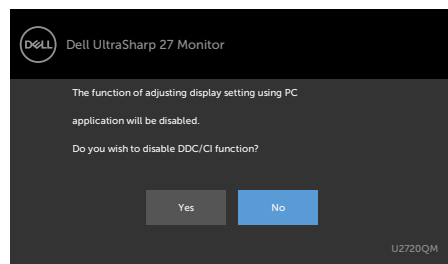 DELL
Dell UltraSharp 27 Monitor
The function of adjusting display setting using PC
application will be disabled.
Do you wish to disable DDC/CI function?
Yes
No
U2720QM